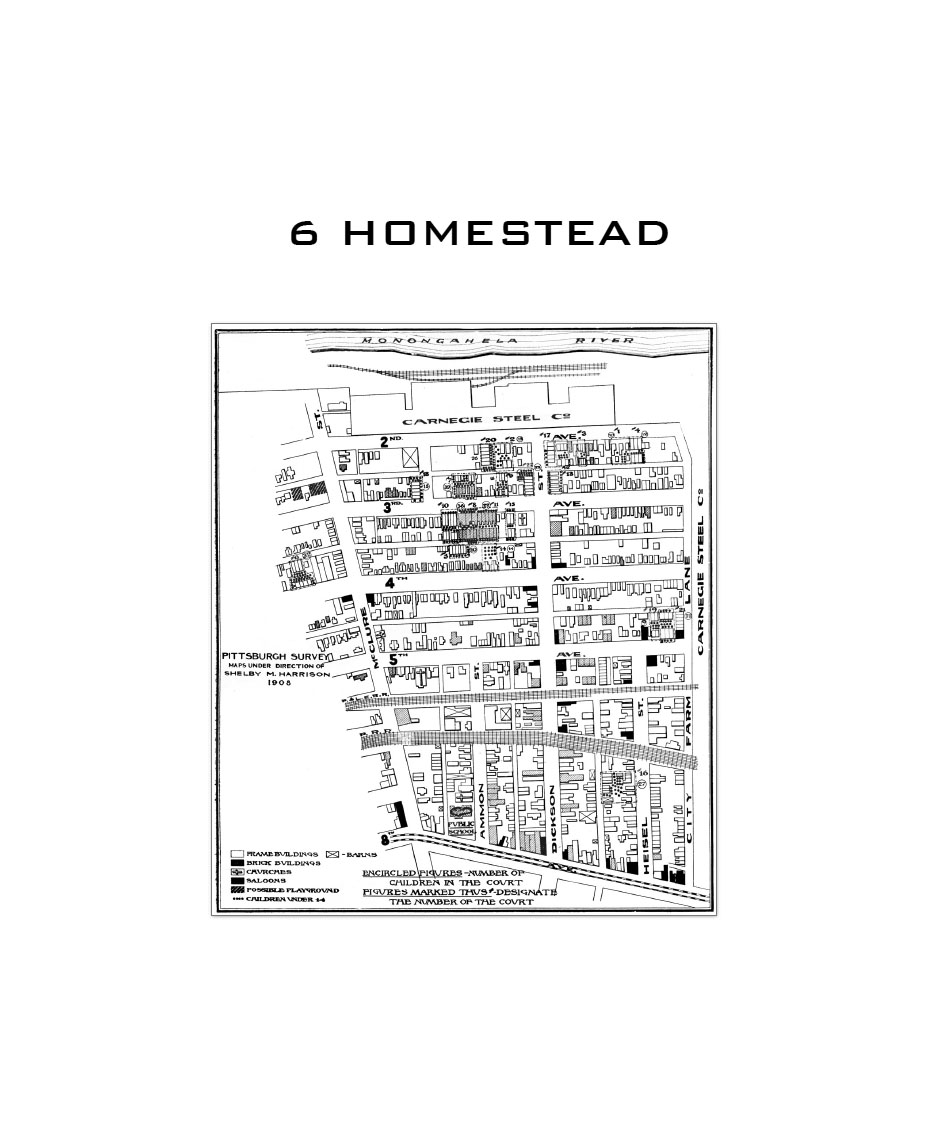 6 HOMESTEAD
MONONGAHELA RIVER
CARNEGIE STEEL Cº
ST.
2ND. AVE.
ST.
3RD. AVE.
4TH AVE.
McCLURE
5TH AVE.
LANE
CARNEGIE STEEL Cº
PITTSBURGH SURVEY
MAPS UNDER DIRECTION OF
SHELBY M. HARRISON
1908
ST.
ST.
CITY FARM
AMMON
DICKSON
HEISEL
PUBLIC
SCHOOL
8TH AVE.
FRAME BUILDINGS - BARNS
BRICK BUILDINGS
CHURCHES
SALOONS
POSSIBLE PLAYGROUND
CHILDREN UNDER 14
ENCIRCLED FIGURES - NUMBER OF
CHILDREN IN THE COURT
FIGURES MARKED THUS # - DESIGNATE
THE NUMBER OF THE COURT